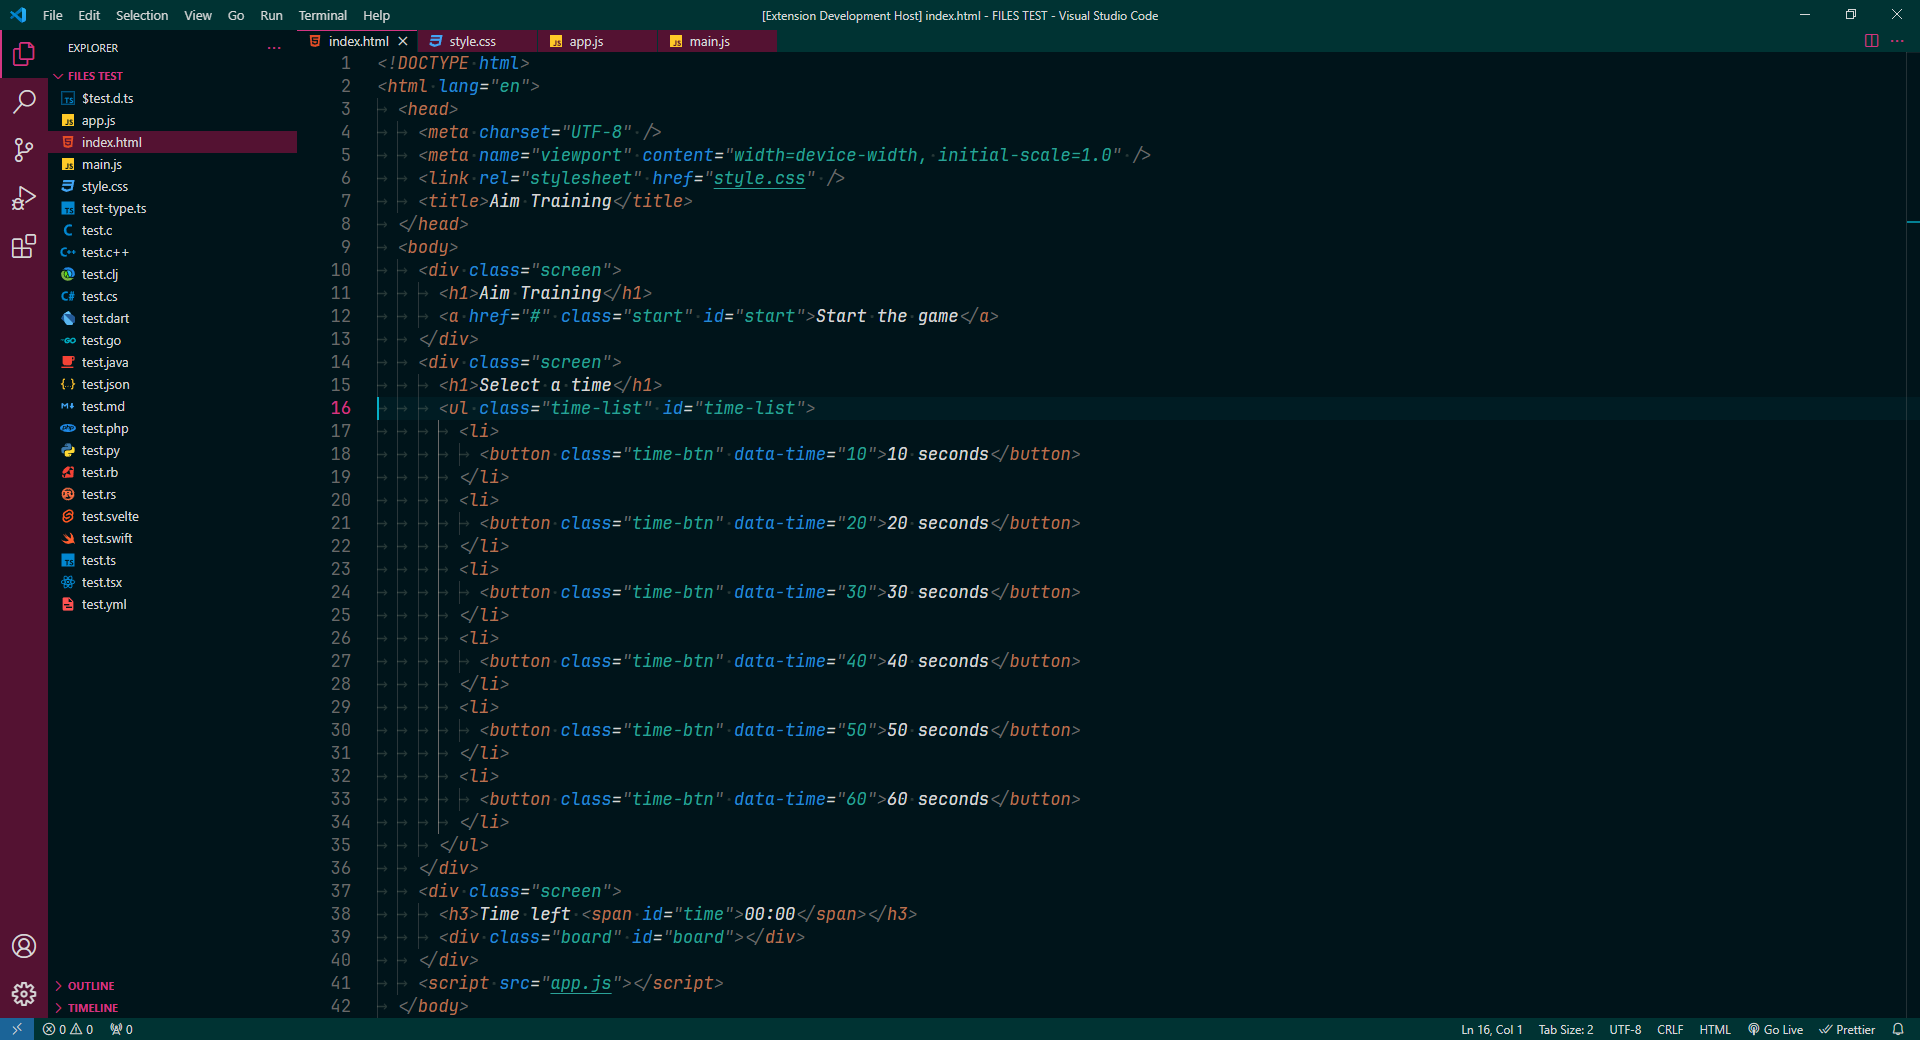 File Edit Selection View Go Run Terminal Help
[Extension Development Host] index.html - FILES TEST - Visual Studio Code
EXPLORER
FILES TEST
$test.d.ts
app.js
index.html
main.js
style.css
test-type.ts
test.c
test.c++
test.clj
test.cs
test.dart
test.go
test.java
test.json
test.md
test.php
test.py
test.rb
test.rs
test.svelte
test.swift
test.ts
test.tsx
test.yml
OUTLINE
TIMELINE
index.html style.css app.js main.js
1 <!DOCTYPE html>
2 <html lang="en">
3 <head>
4 <meta charset="UTF-8" />
5 <meta name="viewport" content="width=device-width, initial-scale=1.0" />
6 <link rel="stylesheet" href="style.css" />
7 <title>Aim Training</title>
8 </head>
9 <body>
10 <div class="screen">
11 <h1>Aim Training</h1>
12 <a href="#" class="start" id="start">Start the game</a>
13 </div>
14 <div class="screen">
15 <h1>Select a time</h1>
16 <ul class="time-list" id="time-list">
17 <li>
18 <button class="time-btn" data-time="10">10 seconds</button>
19 </li>
20 <li>
21 <button class="time-btn" data-time="20">20 seconds</button>
22 </li>
23 <li>
24 <button class="time-btn" data-time="30">30 seconds</button>
25 </li>
26 <li>
27 <button class="time-btn" data-time="40">40 seconds</button>
28 </li>
29 <li>
30 <button class="time-btn" data-time="50">50 seconds</button>
31 </li>
32 <li>
33 <button class="time-btn" data-time="60">60 seconds</button>
34 </li>
35 </ul>
36 </div>
37 <div class="screen">
38 <h3>Time left <span id="time">00:00</span></h3>
39 <div class="board" id="board"></div>
40 </div>
41 <script src="app.js"></script>
42 </body>
0 0 0
Ln 16, Col 1 Tab Size: 2 UTF-8 CRLF HTML Go Live Prettier